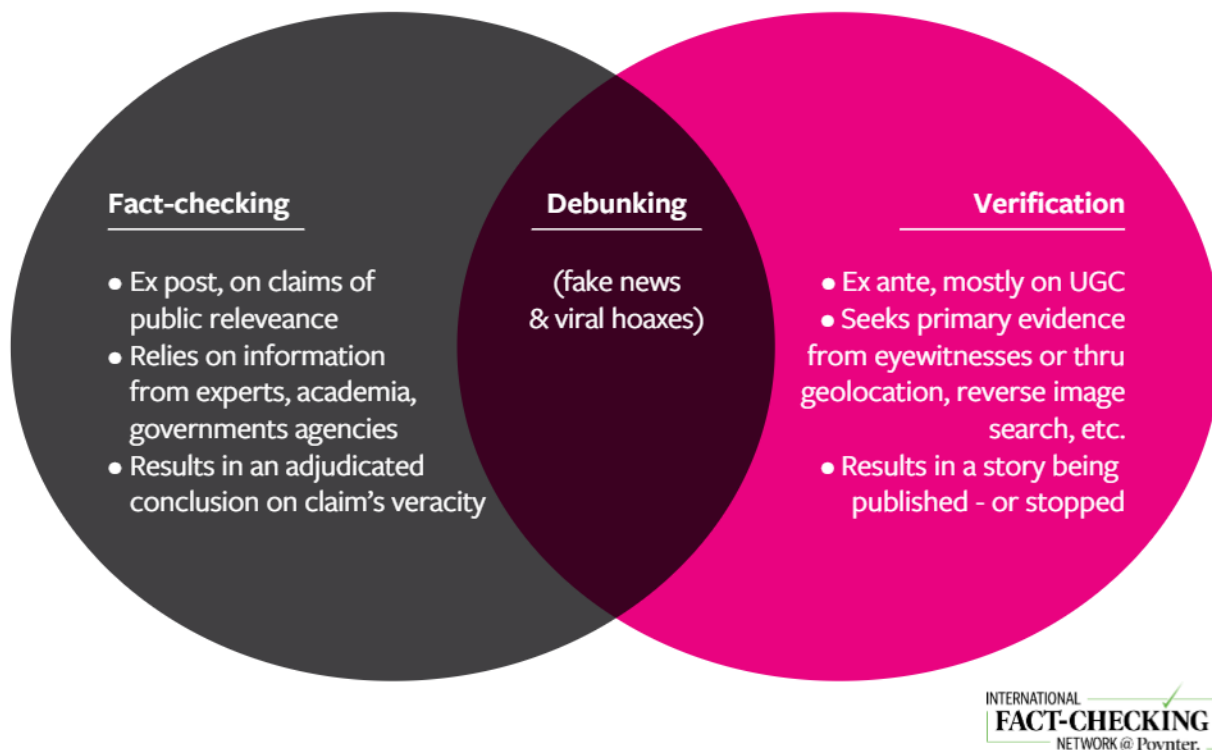 Fact-checking
● Ex post, on claims of
public releveance
● Relies on information
from experts, academia,
governments agencies
● Results in an adjudicated
conclusion on claim's veracity
Debunking
(fake news
& viral hoaxes)
Verification
● Ex ante, mostly on UGC
● Seeks primary evidence
from eyewitnesses or thru
geolocation, reverse image
search, etc.
● Results in a story being
published - or stopped
INTERNATIONAL
FACT-CHECKING
NETWORK @ Poynter.